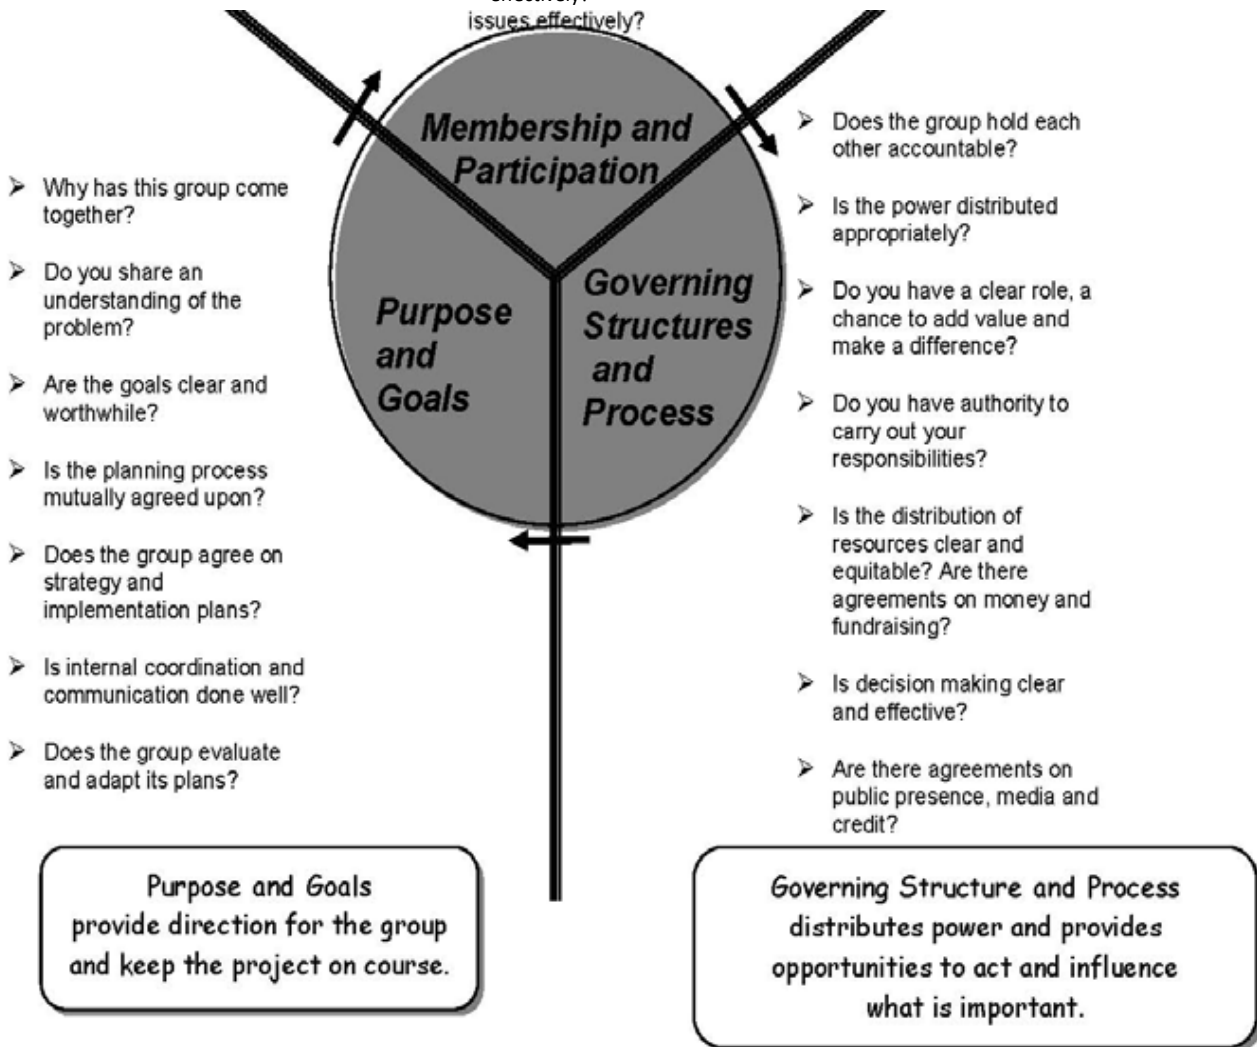 effectively?
issues effectively?
Membership and
Participation
Purpose
and
Goals
Governing
Structures
and
Process
➢ Why has this group come
together?
➢ Do you share an
understanding of the
problem?
➢ Are the goals clear and
worthwhile?
➢ Is the planning process
mutually agreed upon?
➢ Does the group agree on
strategy and
implementation plans?
➢ Is internal coordination and
communication done well?
➢ Does the group evaluate
and adapt its plans?
➢ Does the group hold each
other accountable?
➢ Is the power distributed
appropriately?
➢ Do you have a clear role, a
chance to add value and
make a difference?
➢ Do you have authority to
carry out your
responsibilities?
➢ Is the distribution of
resources clear and
equitable? Are there
agreements on money and
fundraising?
➢ Is decision making clear
and effective?
➢ Are there agreements on
public presence, media and
credit?
Purpose and Goals
provide direction for the group
and keep the project on course.
Governing Structure and Process
distributes power and provides
opportunities to act and influence
what is important.